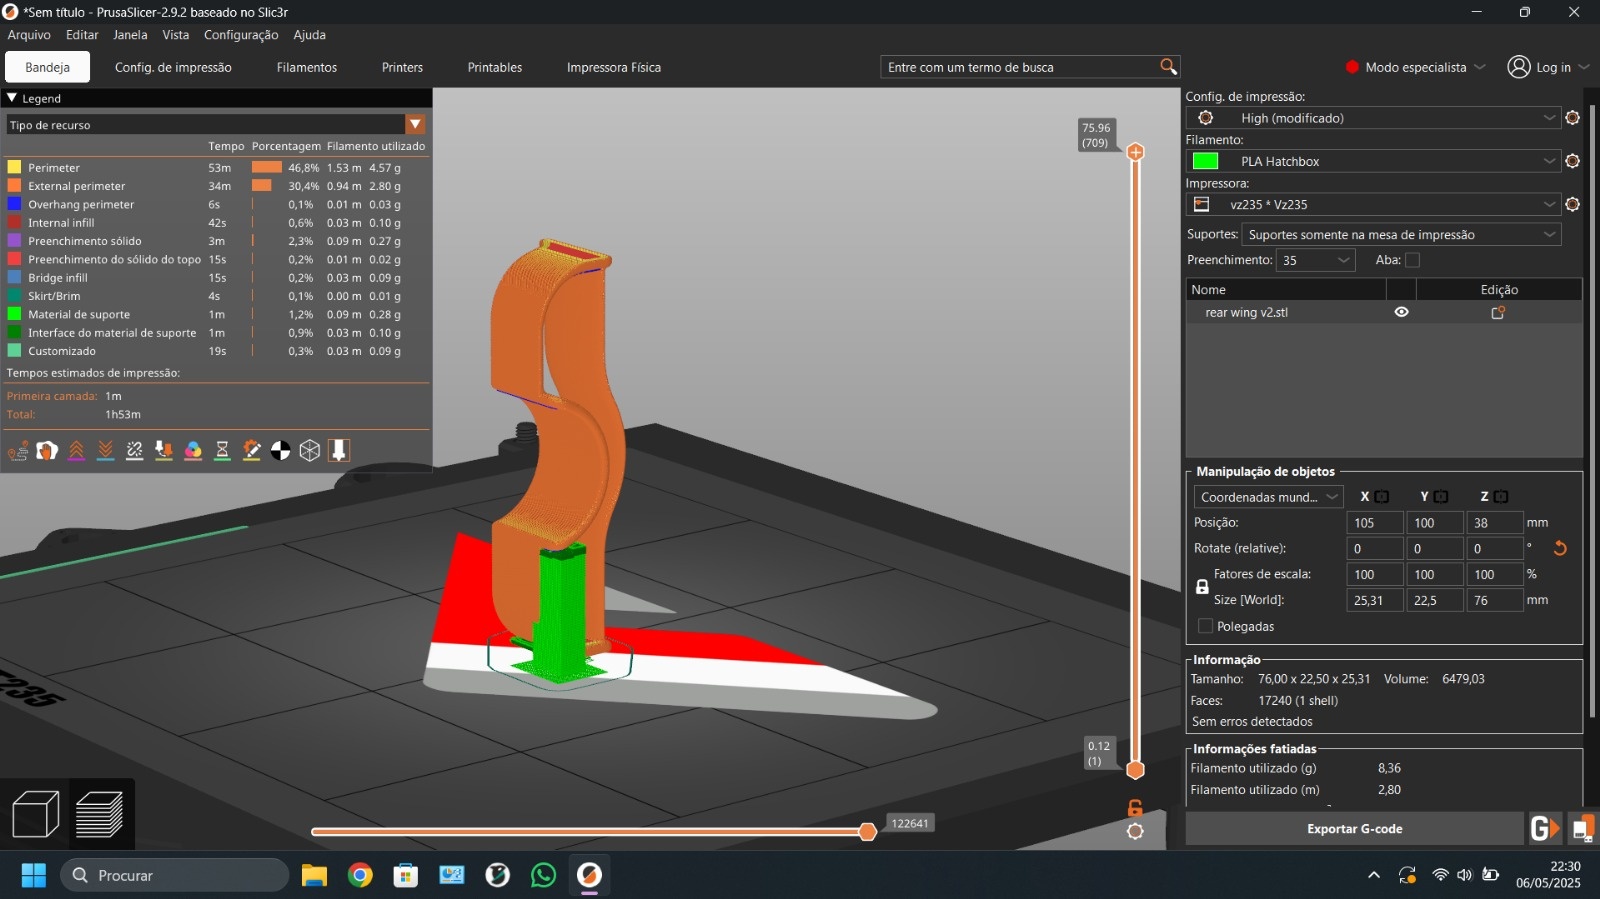 *Sem título - PrusaSlicer-2.9.2 baseado no Slic3r
Arquivo Editar Janela Vista Configuração Ajuda
Bandeja Config. de impressão Filamentos Printers Printables Impressora Física Entre com um termo de busca Modo especialista Log in
Legend
Tipo de recurso
Tempo Porcentagem Filamento utilizado
Perimeter 53m 46,8% 1.53 m 4.57 g
External perimeter 34m 30,4% 0.94 m 2.80 g
Overhang perimeter 6s 0,1% 0.01 m 0.03 g
Internal infill 42s 0,6% 0.03 m 0.10 g
Preenchimento sólido 3m 2,3% 0.09 m 0.27 g
Preenchimento do sólido do topo 15s 0,2% 0.01 m 0.02 g
Bridge infill 15s 0,2% 0.03 m 0.09 g
Skirt/Brim 4s 0,1% 0.00 m 0.01 g
Material de suporte 1m 1,2% 0.09 m 0.28 g
Interface do material de suporte 1m 0,9% 0.03 m 0.10 g
Customizado 19s 0,3% 0.03 m 0.09 g
Tempos estimados de impressão:
Primeira camada: 1m
Total: 1h53m
75.96
(709)
0.12
(1)
122641
Config. de impressão:
High (modificado)
Filamento:
PLA Hatchbox
Impressora:
vz235 * Vz235
Suportes: Suportes somente na mesa de impressão
Preenchimento: 35 Aba:
Nome Edição
rear wing v2.stl
Manipulação de objetos
Coordenadas mund... X Y Z
Posição: 105 100 38 mm
Rotate (relative): 0 0 0 °
Fatores de escala: 100 100 100 %
Size [World]: 25,31 22,5 76 mm
Polegadas
Informação
Tamanho: 76,00 x 22,50 x 25,31 Volume: 6479,03
Faces: 17240 (1 shell)
Sem erros detectados
Informações fatiadas
Filamento utilizado (g) 8,36
Filamento utilizado (m) 2,80
Exportar G-code
G
Procurar
22:30
06/05/2025